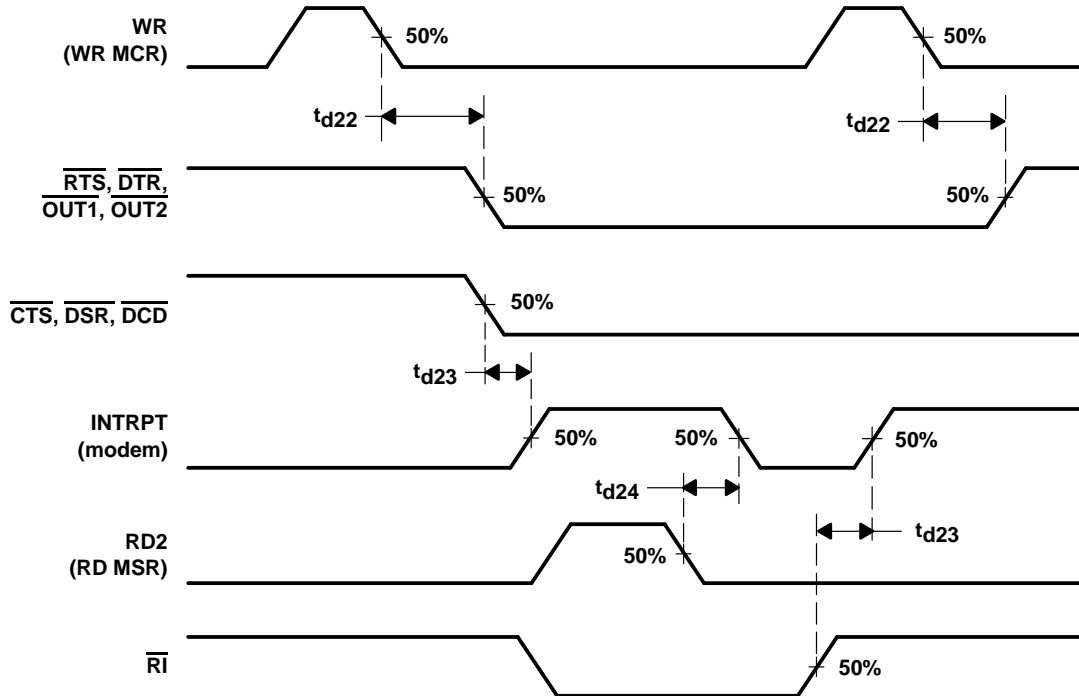 WR
(WR MCR)
50%
50%
td22
td22
RTS, DTR,
OUT1, OUT2
50%
50%
CTS, DSR, DCD
50%
td23
INTRPT
(modem)
50%
50%
50%
td24
td23
RD2
(RD MSR)
50%
RI
50%